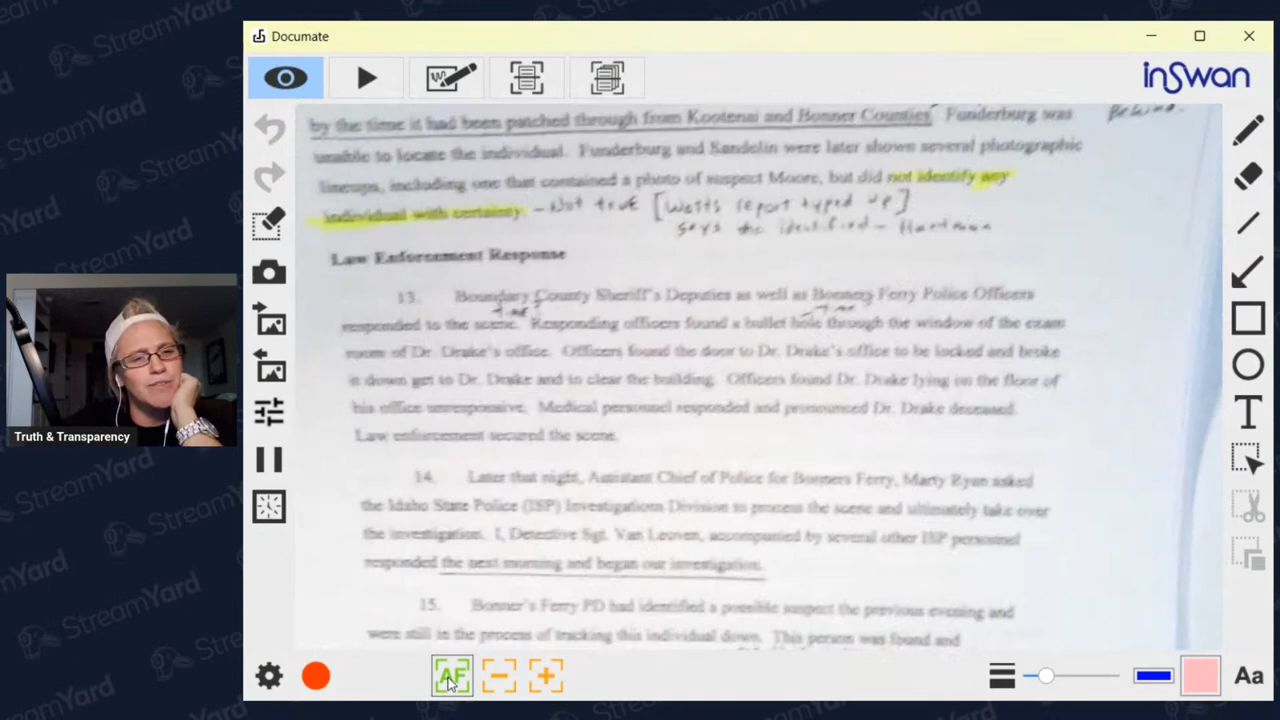 StreamYard
Documate
inSwan
by the time it had been patched through from Kootenai and Bonner Counties. Funderburg was
Behind.
unable to locate the individual. Funderburg and Sandelin were later shown several photographic
lineups, including one that contained a photo of suspect Moore, but did not identify any
individual with certainty - Not true [Wetts report typed up]
says the identified - Hartman
Law Enforcement Response
13. Boundary County Sheriff's Deputies as well as Bonners Ferry Police Officers
responded to the scene. Responding officers found a bullet hole through the window of the exam
room of Dr. Drake's office. Officers found the door to Dr. Drake's office to be locked and broke
it down get to Dr. Drake and to clear the building. Officers found Dr. Drake lying on the floor of
his office unresponsive. Medical personnel responded and pronounced Dr. Drake deceased.
Law enforcement secured the scene.
14. Later that night, Assistant Chief of Police for Bonners Ferry, Marty Ryan asked
the Idaho State Police (ISP) Investigations Division to process the scene and ultimately take over
the investigation. I, Detective Sgt. Van Leuven, accompanied by several other ISP personnel
responded the next morning and began our investigation.
15. Bonner's Ferry PD had identified a possible suspect the previous evening and
were still in the process of tracking this individual down. This person was found and
Truth & Transparency
AF
T
Aa